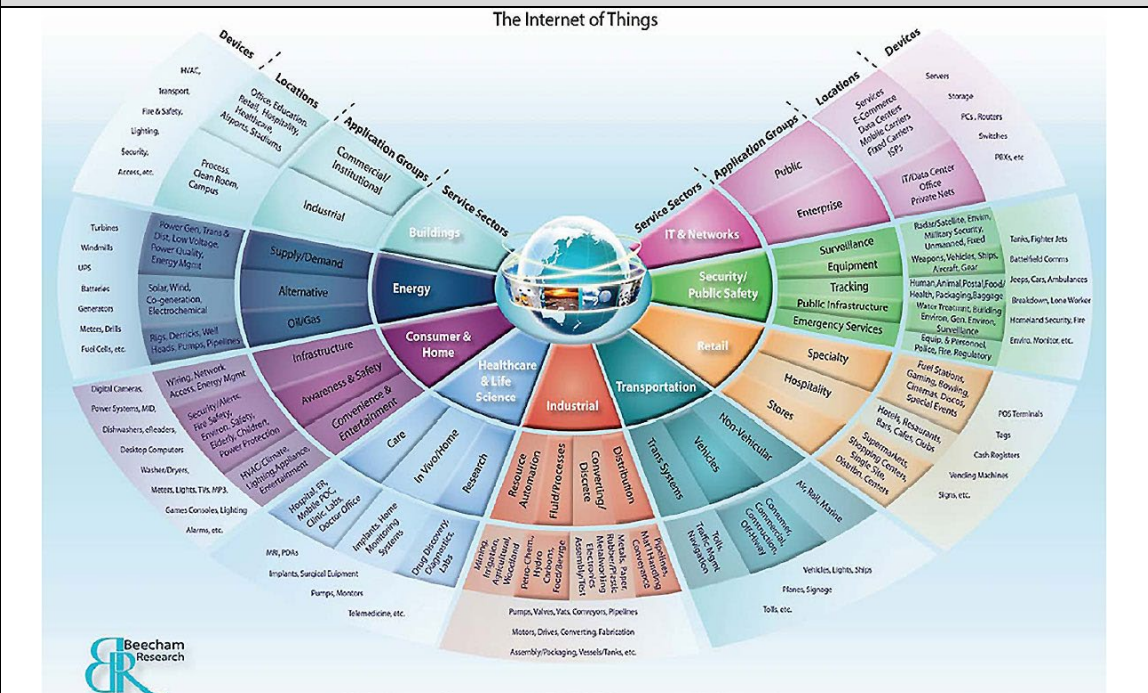 The Internet of Things
Devices
Locations
Application Groups
Service Sectors
Service Sectors
Application Groups
Locations
Devices
Buildings
Commercial/
Institutional
Industrial
Office, Education,
Retail, Hospitality,
Healthcare,
Airports, Stadiums
Process,
Clean Room,
Campus
HVAC,
Transport,
Fire & Safety,
Lighting,
Security,
Access, etc.
Energy
Supply/Demand
Alternative
Oil/Gas
Power Gen, Trans &
Dist, Low Voltage,
Power Quality,
Energy Mgmt
Solar, Wind,
Co-generation,
Electrochemical
Rigs, Derricks, Well
Heads, Pumps, Pipelines
Turbines
Windmills
UPS
Batteries
Generators
Meters, Drills
Fuel Cells, etc.
Consumer &
Home
Infrastructure
Awareness & Safety
Convenience &
Entertainment
Wiring, Network
Access, Energy Mgmt
Security/Alerts,
Fire Safety,
Environ. Safety,
Elderly, Children,
Power Protection
HVAC/Climate,
Lighting, Appliance,
Entertainment
Digital Cameras,
Power Systems, MID,
Dishwashers, eReaders,
Desktop Computers
Washer/Dryers,
Meters, Lights, TVs, MP3,
Games Consoles, Lighting
Alarms, etc.
Healthcare
& Life
Science
Care
In Vivo/Home
Research
Hospital, ER,
Mobile POC,
Clinic, Labs,
Doctor Office
Implants, Home
Monitoring
Systems
Drug Discovery,
Diagnostics,
Labs
MRI, PDAs
Implants, Surgical Euipment
Pumps, Monitors
Telemedicine, etc.
Industrial
Resource
Automation
Fluid/Processes
Converting/
Discrete
Distribution
Mining,
Irrigation,
Agricultural,
Woodland
Petro-Chem,
Hydro
Carbons,
Food/Bevrige
Metals, Paper,
Rubber/Plastic
Metalworking
Electronics
Assembly/Test
Pipelines,
Mat'l Handling
Conveyance
Pumps, Valves, Vats, Conveyors, Pipelines
Motors, Drives, Converting, Fabrication
Assembly/Packaging, Vessels/Tanks, etc.
Transportation
Trans Systems
Vehicles
Non-Vehicular
Tolls,
Traffic Mgmt
Navigation
Consumer,
Commercial,
Construction,
Off-Hiway
Air, Rail, Marine
Vehicles, Lights, Ships
Planes, Signage
Tolls, etc.
Retail
Specialty
Hospitality
Stores
Fuel Stations,
Gaming, Bowling,
Cinemas, Discos,
Special Events
Hotels, Restaurants,
Bars, Cafes, Clubs
Supermarkets,
Shopping Centers,
Single Site,
Distribn. Centers
POS Terminals
Tags
Cash Registers
Vending Machines
Signs, etc.
Security/
Public Safety
Surveillance
Equipment
Tracking
Public Infrastructure
Emergency Services
Radar/Satellite, Environ,
Military Security,
Unmanned, Fixed
Weapons, Vehicles, Ships,
Aircraft, Gear
Human, Animal, Postal, Food/
Health, Packaging, Baggage
Water Treatment, Building
Environ, Gen. Environ,
Surveillance
Equip. & Personnel,
Police, Fire, Regulatory
Tanks, Fighter Jets
Battelfield Comms
Jeeps, Cars, Ambulances
Breakdown, Lone Worker
Homeland Security, Fire
Enviro. Monitor, etc.
IT & Networks
Public
Enterprise
Services
E-Commerce
Data Centers
Mobile Carriers
Fixed Carriers
ISPs
IT/Data Center
Office
Private Nets
Servers
Storage
PCs, Routers
Switches
PBXs, etc
Beecham
Research
BR